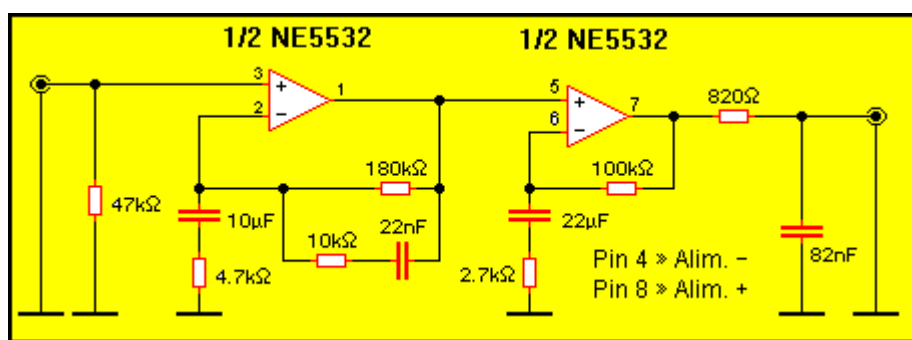 1/2 NE5532
1/2 NE5532
3
+
1
2
−
5
+
7
6
−
820Ω
180kΩ
100kΩ
47kΩ
10µF
22nF
10kΩ
4.7kΩ
22µF
2.7kΩ
82nF
Pin 4 » Alim. −
Pin 8 » Alim. +